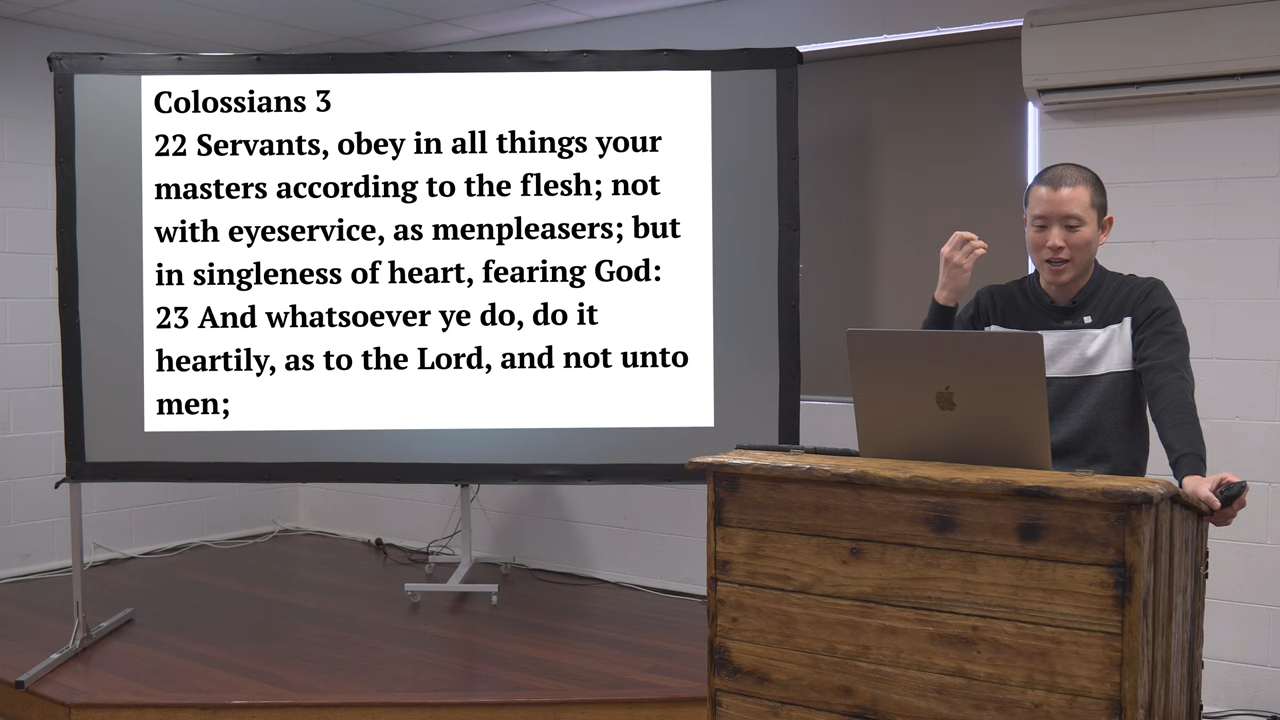 Colossians 3
22 Servants, obey in all things your
masters according to the flesh; not
with eyeservice, as menpleasers; but
in singleness of heart, fearing God:
23 And whatsoever ye do, do it
heartily, as to the Lord, and not unto
men;